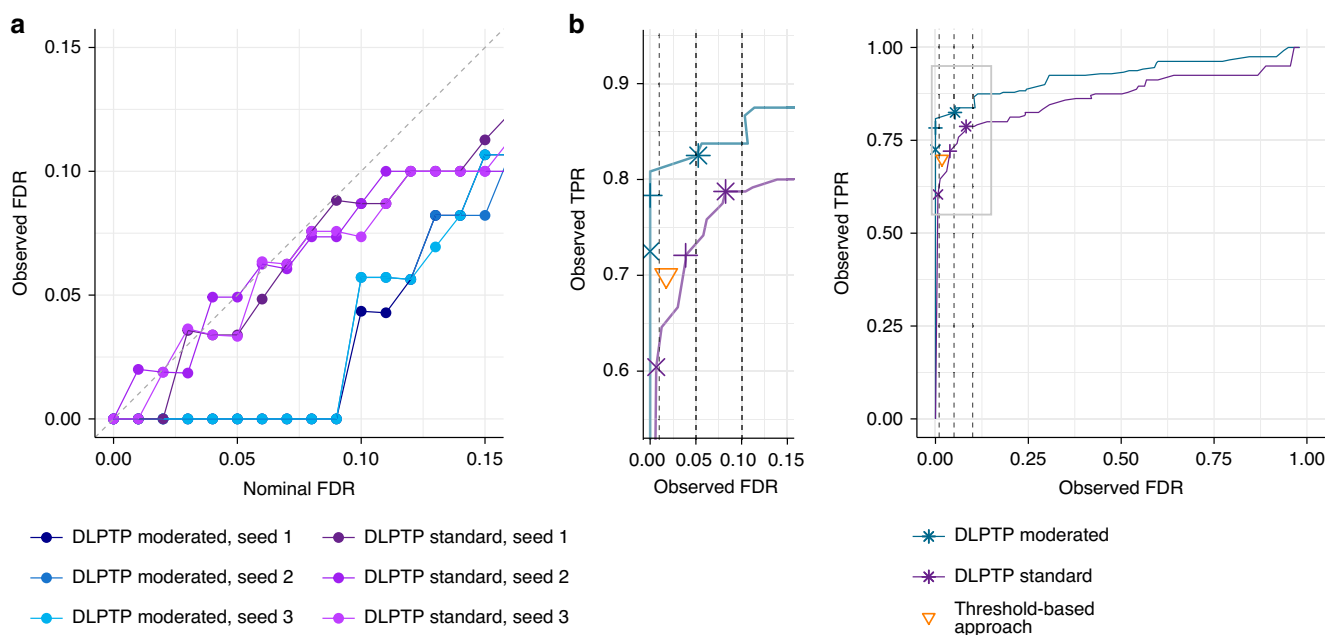 a
0.15
0.10
0.05
0.00
Observed FDR
0.00 0.05 0.10 0.15
Nominal FDR
DLPTP moderated, seed 1
DLPTP moderated, seed 2
DLPTP moderated, seed 3
DLPTP standard, seed 1
DLPTP standard, seed 2
DLPTP standard, seed 3
b
0.9
0.8
0.7
0.6
Observed TPR
0.00 0.05 0.10 0.15
Observed FDR
1.00
0.75
0.50
0.25
0.00
Observed TPR
0.00 0.25 0.50 0.75 1.00
Observed FDR
DLPTP moderated
DLPTP standard
Threshold-based
approach